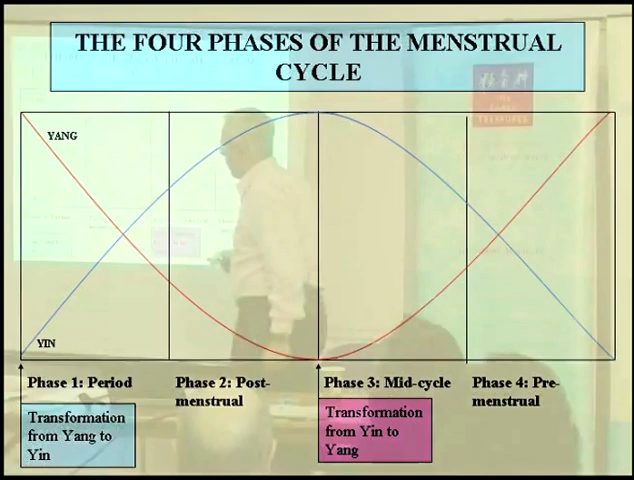 THE FOUR PHASES OF THE MENSTRUAL
CYCLE
YANG
YIN
Phase 1: Period
Phase 2: Post-
menstrual
Phase 3: Mid-cycle
Phase 4: Pre-
menstrual
Transformation
from Yang to
Yin
Transformation
from Yin to
Yang
TREASURES